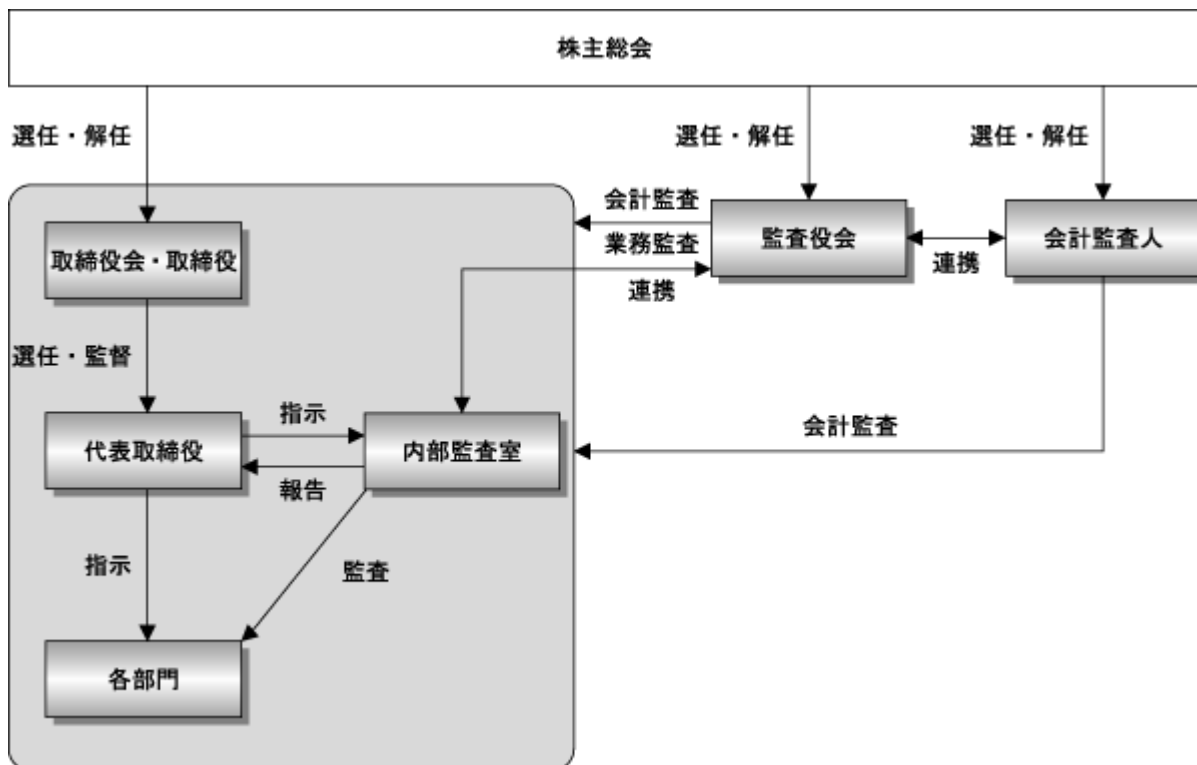 株主総会
選任・解任
選任・解任
選任・解任
会計監査
業務監査
連携
監査役会
連携
会計監査人
取締役会・取締役
選任・監督
代表取締役
指示
報告
内部監査室
会計監査
指示
監査
各部門